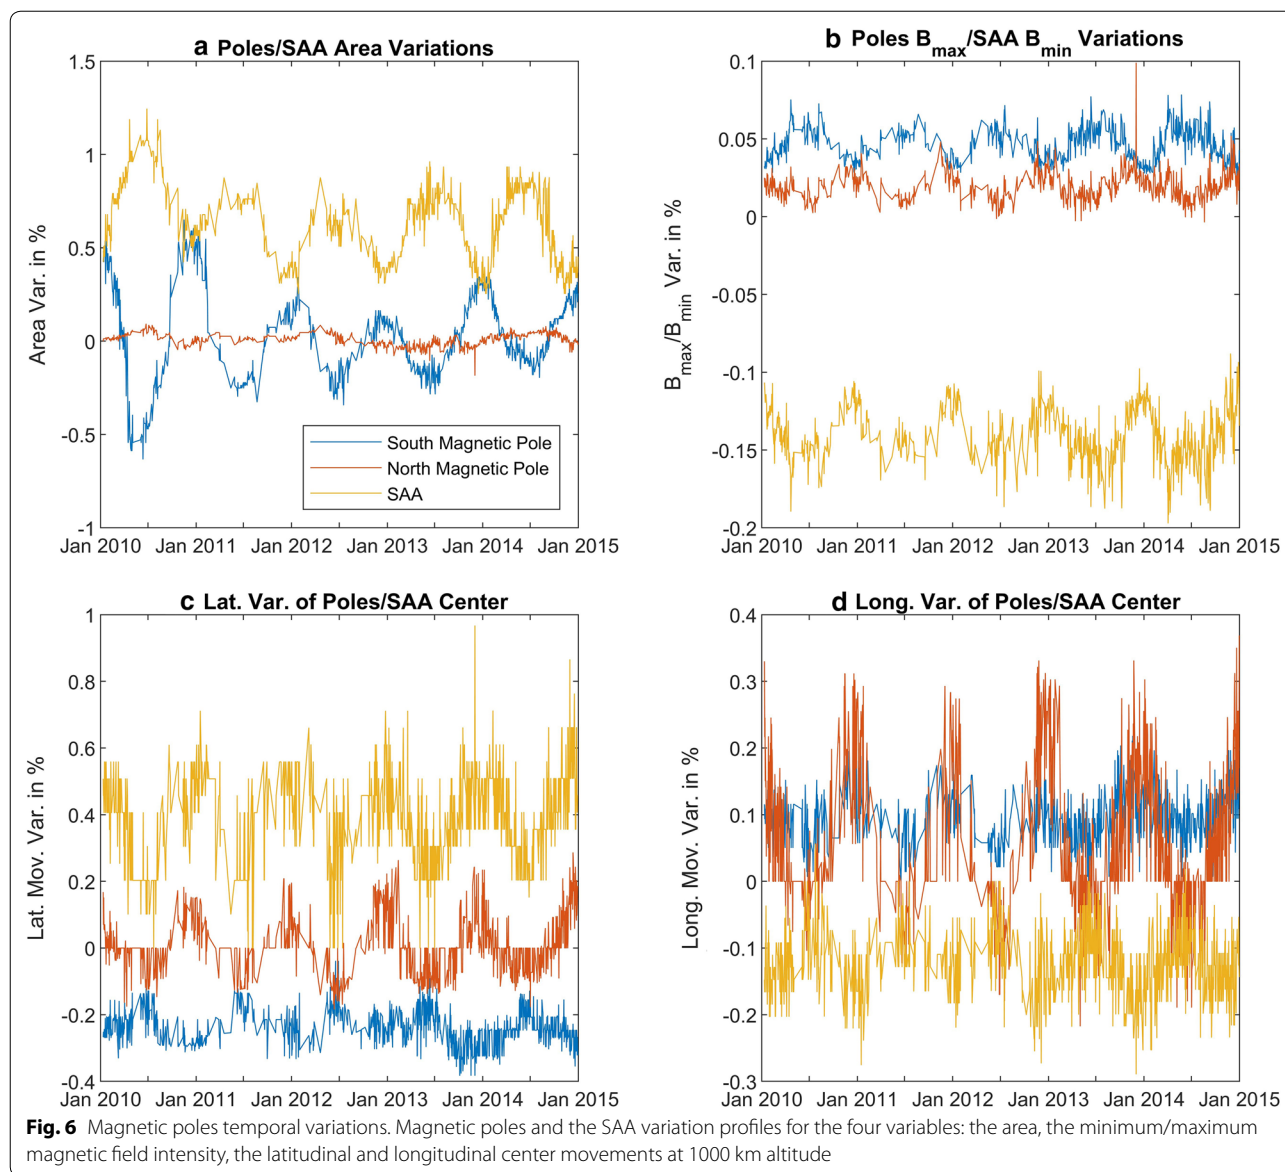 a Poles/SAA Area Variations
1.5
1
0.5
0
-0.5
-1
Area Var. in %
South Magnetic Pole
North Magnetic Pole
SAA
Jan 2010 Jan 2011 Jan 2012 Jan 2013 Jan 2014 Jan 2015
b Poles Bmax/SAA Bmin Variations
0.1
0.05
0
-0.05
-0.1
-0.15
-0.2
Bmax/Bmin Var. in %
Jan 2010 Jan 2011 Jan 2012 Jan 2013 Jan 2014 Jan 2015
c Lat. Var. of Poles/SAA Center
1
0.8
0.6
0.4
0.2
0
-0.2
-0.4
Lat. Mov. Var. in %
Jan 2010 Jan 2011 Jan 2012 Jan 2013 Jan 2014 Jan 2015
d Long. Var. of Poles/SAA Center
0.4
0.3
0.2
0.1
0
-0.1
-0.2
-0.3
Long. Mov. Var. in %
Jan 2010 Jan 2011 Jan 2012 Jan 2013 Jan 2014 Jan 2015
Fig. 6 Magnetic poles temporal variations. Magnetic poles and the SAA variation profiles for the four variables: the area, the minimum/maximum
magnetic field intensity, the latitudinal and longitudinal center movements at 1000 km altitude